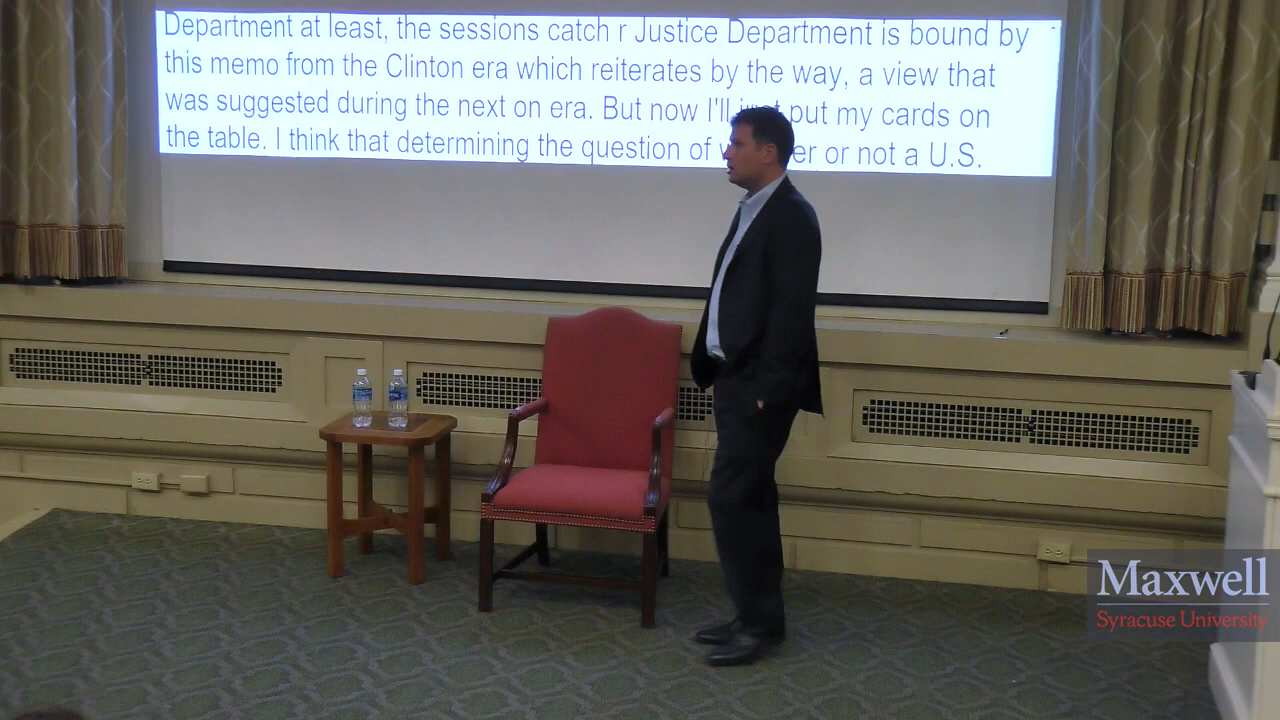 Department at least, the sessions catch r Justice Department is bound by
this memo from the Clinton era which reiterates by the way, a view that
was suggested during the next on era. But now I'll just put my cards on
the table. I think that determining the question of or not a U.S.
Maxwell
Syracuse University